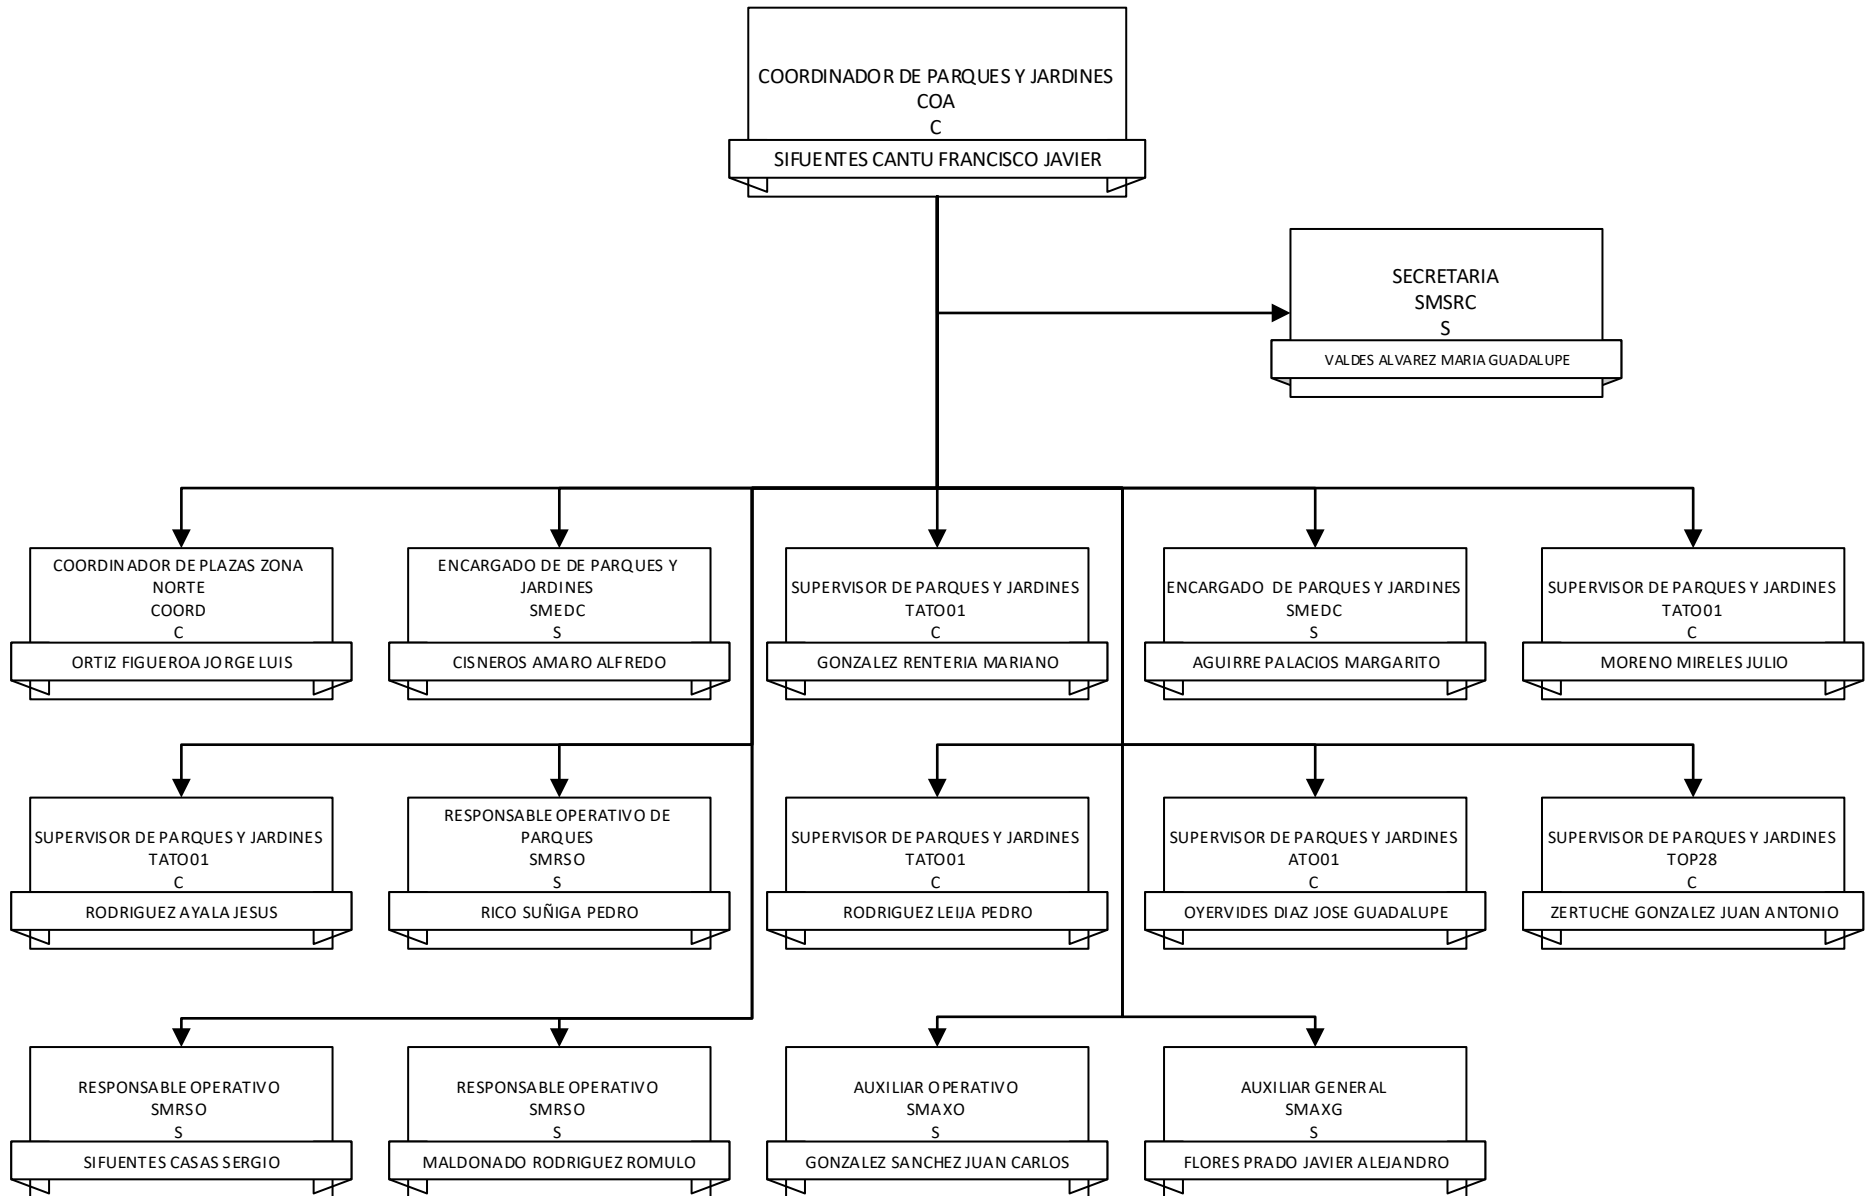 COORDINADOR DE PARQUES Y JARDINES
COA
C
SIFUENTES CANTU FRANCISCO JAVIER
SECRETARIA
SMSRC
S
VALDES ALVAREZ MARIA GUADALUPE
COORDINADOR DE PLAZAS ZONA
NORTE
COORD
C
ORTIZ FIGUEROA JORGE LUIS
ENCARGADO DE DE PARQUES Y
JARDINES
SMEDC
S
CISNEROS AMARO ALFREDO
SUPERVISOR DE PARQUES Y JARDINES
TATO01
C
GONZALEZ RENTERIA MARIANO
ENCARGADO DE PARQUES Y JARDINES
SMEDC
S
AGUIRRE PALACIOS MARGARITO
SUPERVISOR DE PARQUES Y JARDINES
TATO01
C
MORENO MIRELES JULIO
SUPERVISOR DE PARQUES Y JARDINES
TATO01
C
RODRIGUEZ AYALA JESUS
RESPONSABLE OPERATIVO DE
PARQUES
SMRSO
S
RICO SUÑIGA PEDRO
SUPERVISOR DE PARQUES Y JARDINES
TATO01
C
RODRIGUEZ LEIJA PEDRO
SUPERVISOR DE PARQUES Y JARDINES
ATO01
C
OYERVIDES DIAZ JOSE GUADALUPE
SUPERVISOR DE PARQUES Y JARDINES
TOP28
C
ZERTUCHE GONZALEZ JUAN ANTONIO
RESPONSABLE OPERATIVO
SMRSO
S
SIFUENTES CASAS SERGIO
RESPONSABLE OPERATIVO
SMRSO
S
MALDONADO RODRIGUEZ ROMULO
AUXILIAR OPERATIVO
SMAXO
S
GONZALEZ SANCHEZ JUAN CARLOS
AUXILIAR GENERAL
SMAXG
S
FLORES PRADO JAVIER ALEJANDRO